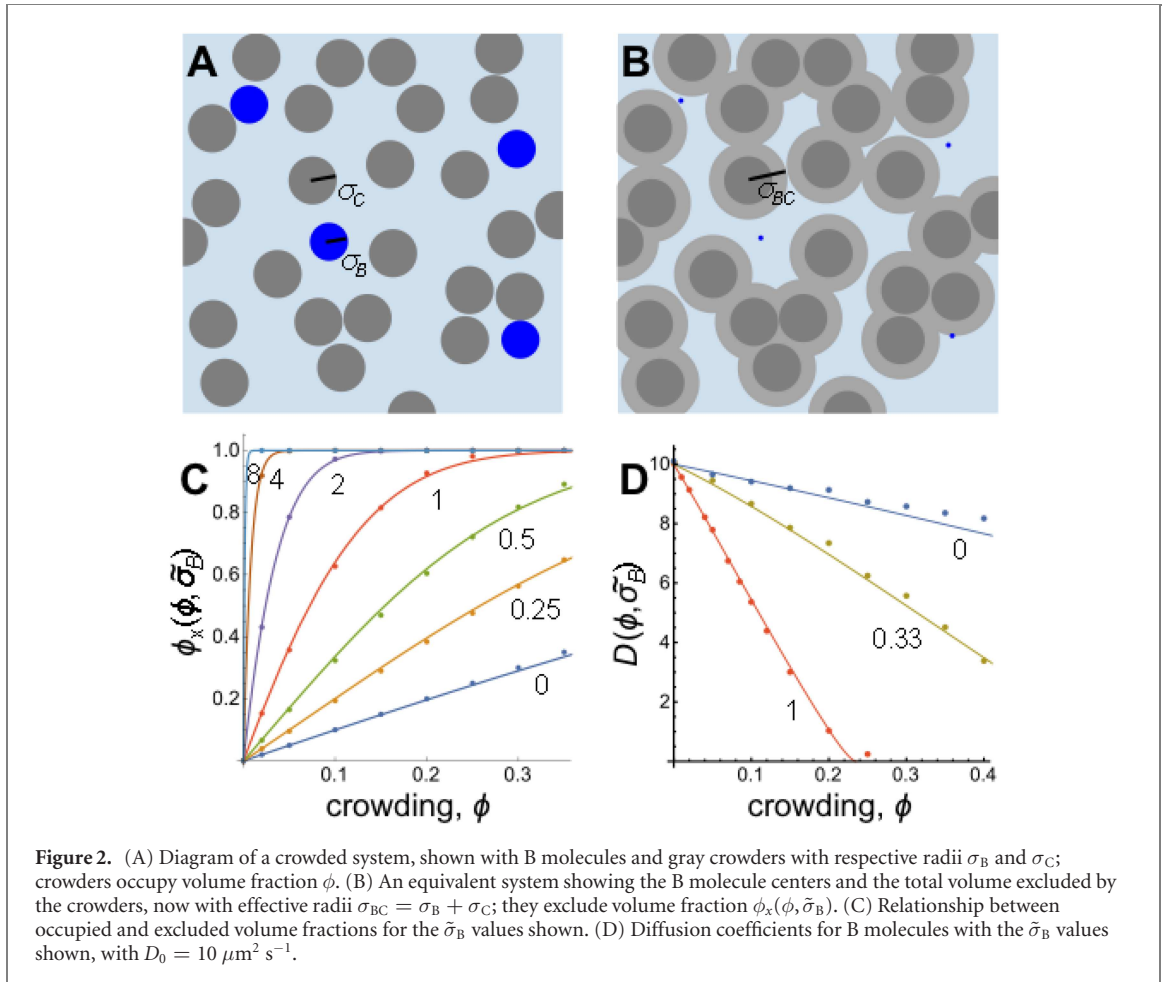 A
B
σC
σB
σBC
C
D
ϕx(ϕ, σ̃B)
1.0
0.8
0.6
0.4
0.2
8
4
2
1
0.5
0.25
0
0.1
0.2
0.3
crowding, ϕ
D(ϕ,σ̃B)
10
8
6
4
2
0
0.33
1
0.0
0.1
0.2
0.3
0.4
crowding, ϕ
Figure 2. (A) Diagram of a crowded system, shown with B molecules and gray crowders with respective radii σB and σC;
crowders occupy volume fraction ϕ. (B) An equivalent system showing the B molecule centers and the total volume excluded by
the crowders, now with effective radii σBC = σB + σC; they exclude volume fraction ϕx(ϕ, σ̃B). (C) Relationship between
occupied and excluded volume fractions for the σ̃B values shown. (D) Diffusion coefficients for B molecules with the σ̃B values
shown, with D0 = 10 μm² s⁻¹.